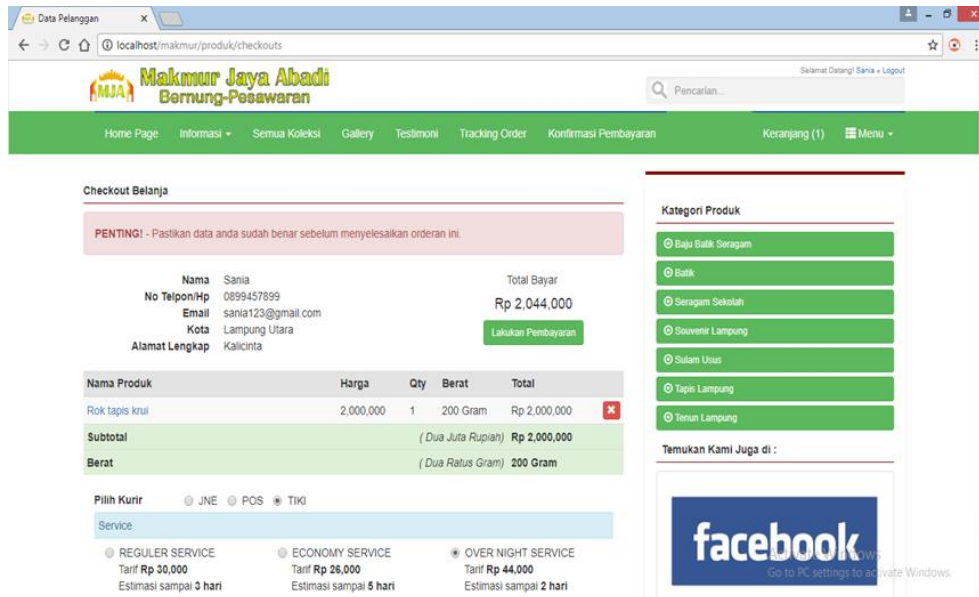 Data Pelanggan
localhost/makmur/produk/checkouts
Selamat Datang! Sania » Logout
MJA
Makmur Jaya Abadi
Bernung-Pesawaran
Pencarian...
Home Page Informasi Semua Koleksi Gallery Testimoni Tracking Order Konfirmasi Pembayaran Keranjang (1) Menu
Checkout Belanja
PENTING! - Pastikan data anda sudah benar sebelum menyelesaikan orderan ini.
Nama Sania
No Telpon/Hp 0899457899
Email sania123@gmail.com
Kota Lampung Utara
Alamat Lengkap Kalicinta
Total Bayar
Rp 2,044,000
Lakukan Pembayaran
Nama Produk Harga Qty Berat Total
Rok tapis krui 2,000,000 1 200 Gram Rp 2,000,000
Subtotal ( Dua Juta Rupiah) Rp 2,000,000
Berat ( Dua Ratus Gram) 200 Gram
Pilih Kurir JNE POS TIKI
Service
REGULER SERVICE
Tarif Rp 30,000
Estimasi sampai 3 hari
ECONOMY SERVICE
Tarif Rp 26,000
Estimasi sampai 5 hari
OVER NIGHT SERVICE
Tarif Rp 44,000
Estimasi sampai 2 hari
Kategori Produk
Baju Batik Seragam
Batik
Seragam Sekolah
Souvenir Lampung
Sulam Usus
Tapis Lampung
Tenun Lampung
Temukan Kami Juga di :
facebook
Activate Windows
Go to PC settings to activate Windows.